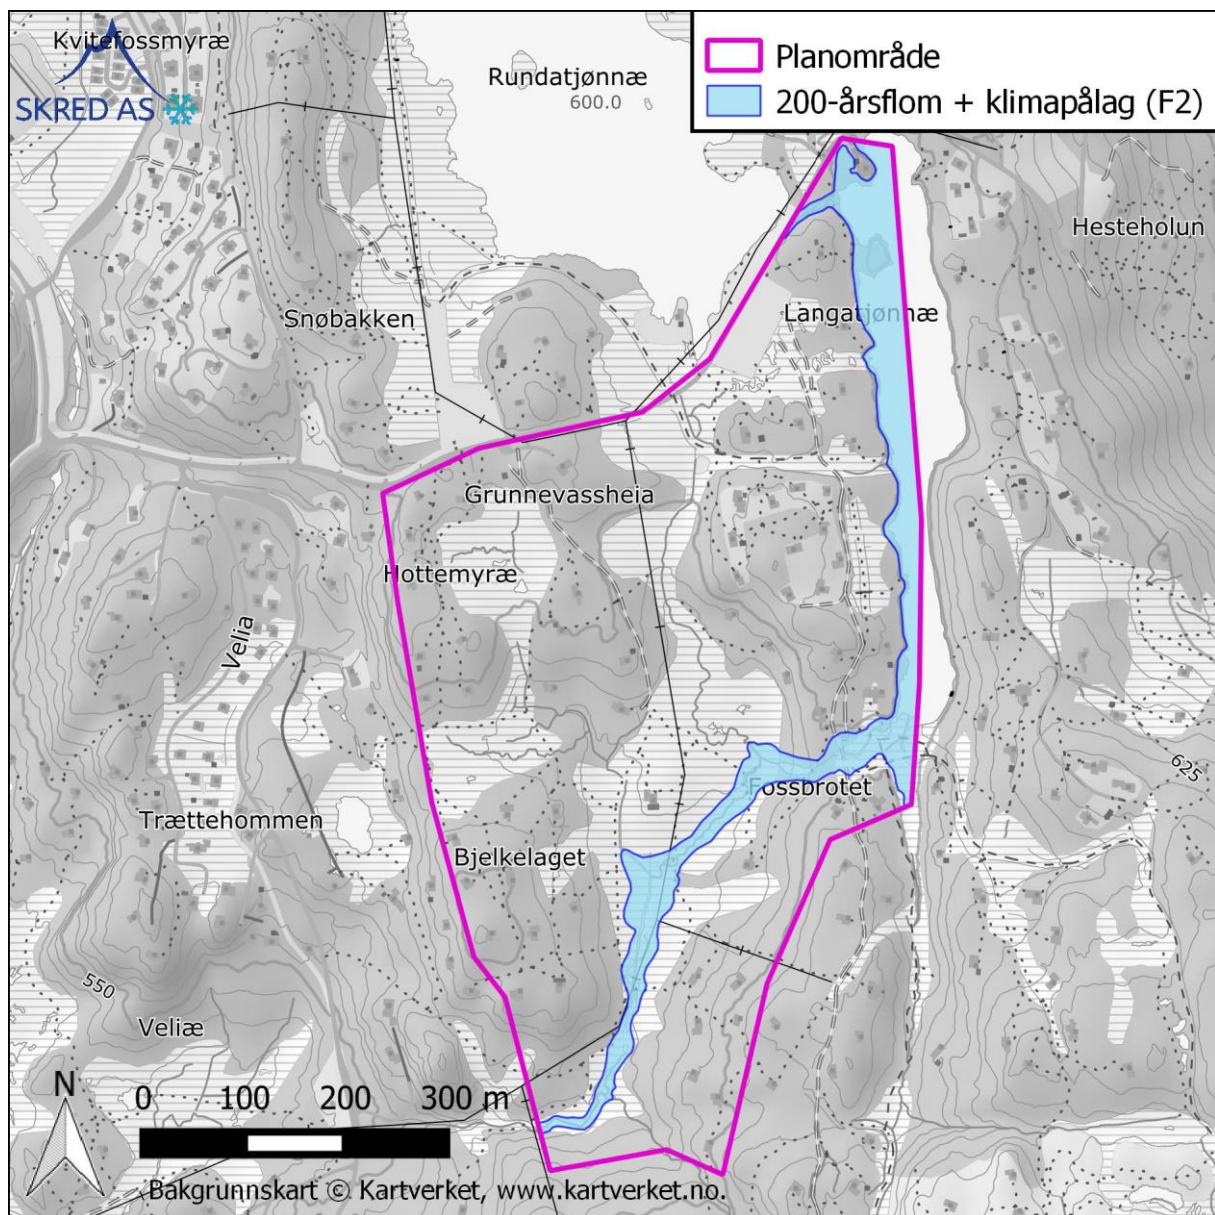 Kvitefossmyræ
SKRED AS
Rundatjønnæ
600.0
Planområde
200-årsflom + klimapålag (F2)
Hesteholun
Snøbakken
Langatjønnæ
Grunnevassheia
Hottemyræ
Velia
625
Fossbrotet
Trættehommen
Bjelkelaget
550
Veliæ
N
0 100 200 300 m
Bakgrunnskart © Kartverket, www.kartverket.no.